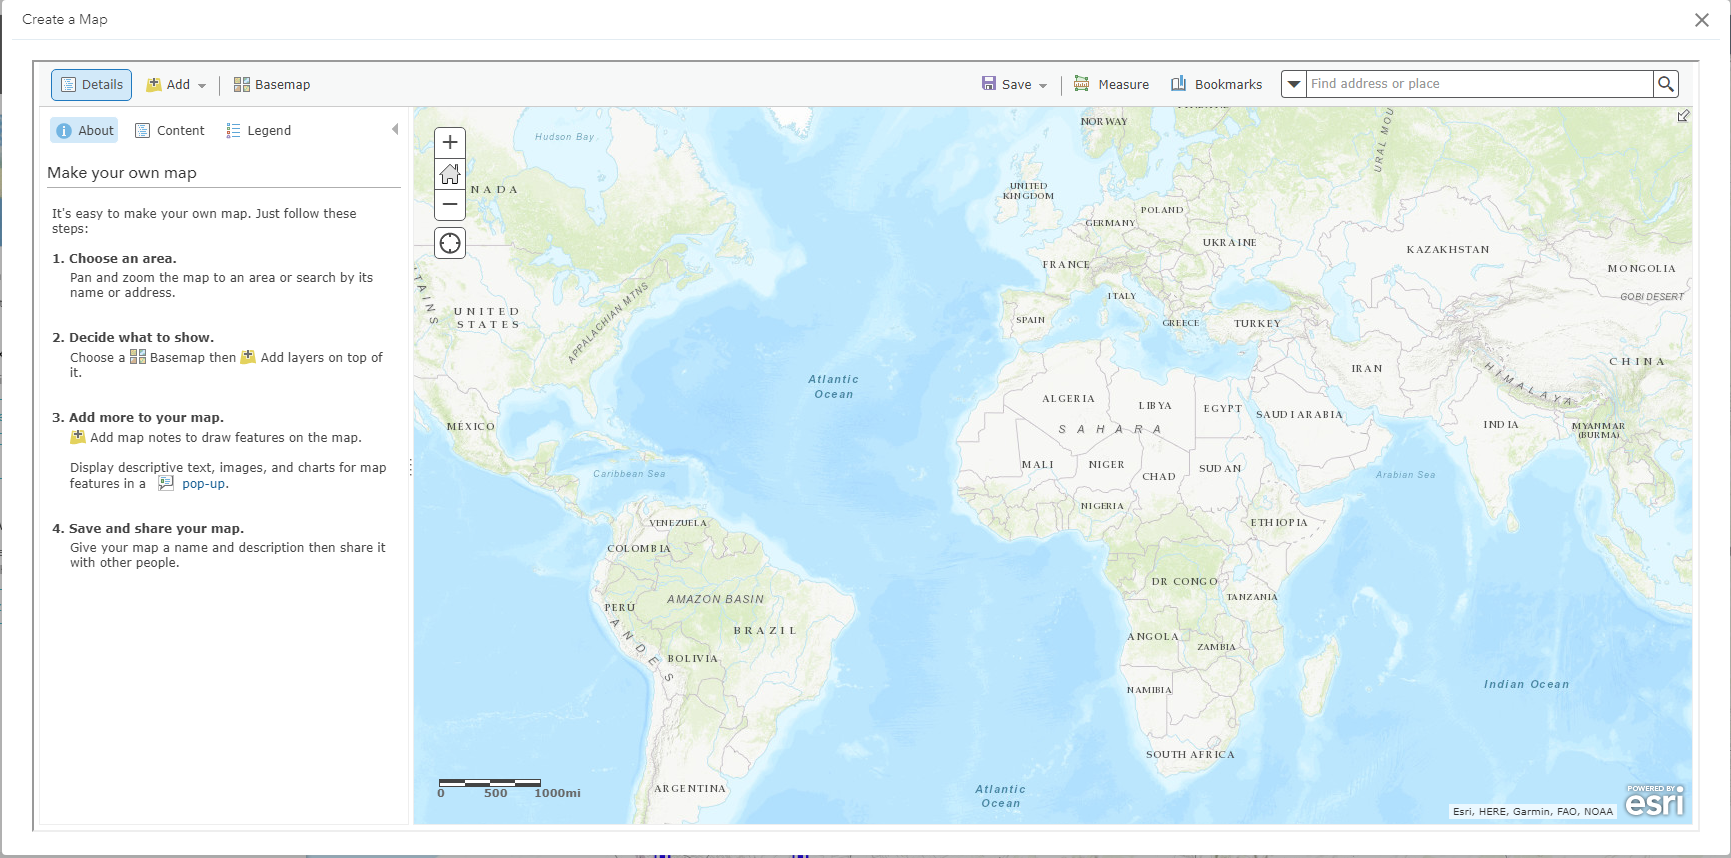 Create a Map
Details
Add
Basemap
Save
Measure
Bookmarks
Find address or place
About
Content
Legend
Make your own map
It's easy to make your own map. Just follow these
steps:
1. Choose an area.
Pan and zoom the map to an area or search by its
name or address.
2. Decide what to show.
Choose a Basemap then Add layers on top of
it.
3. Add more to your map.
Add map notes to draw features on the map.
Display descriptive text, images, and charts for map
features in a pop-up.
4. Save and share your map.
Give your map a name and description then share it
with other people.
Hudson Bay
NORWAY
URAL MOU
NADA
UNITED
KINGDOM
POLAND
GERMANY
UKRAINE
KAZAKHSTAN
FRANCE
MONGOLIA
TAINS
ITALY
GOBI DESERT
UNITED
STATES
APPALACHIAN MTNS
SPAIN
GREECE
TURKEY
CHINA
IRAN
HIMALAYA
Atlantic
Ocean
ALGERIA
LIBYA
EGYPT
SAUDI ARABIA
MÉXICO
SAHARA
INDIA
MYANMAR
(BURMA)
Caribbean Sea
MALI
NIGER
CHAD
SUDAN
Arabian Sea
NIGERIA
VENEZUELA
ETHIOPIA
COLOMBIA
DR CONGO
AMAZON BASIN
TANZANIA
PERÚ
ANDES
BRAZIL
ANGOLA
ZAMBIA
BOLIVIA
NAMIBIA
Indian Ocean
SOUTH AFRICA
ARGENTINA
Atlantic
Ocean
0 500 1000mi
POWERED BY
esri
Esri, HERE, Garmin, FAO, NOAA